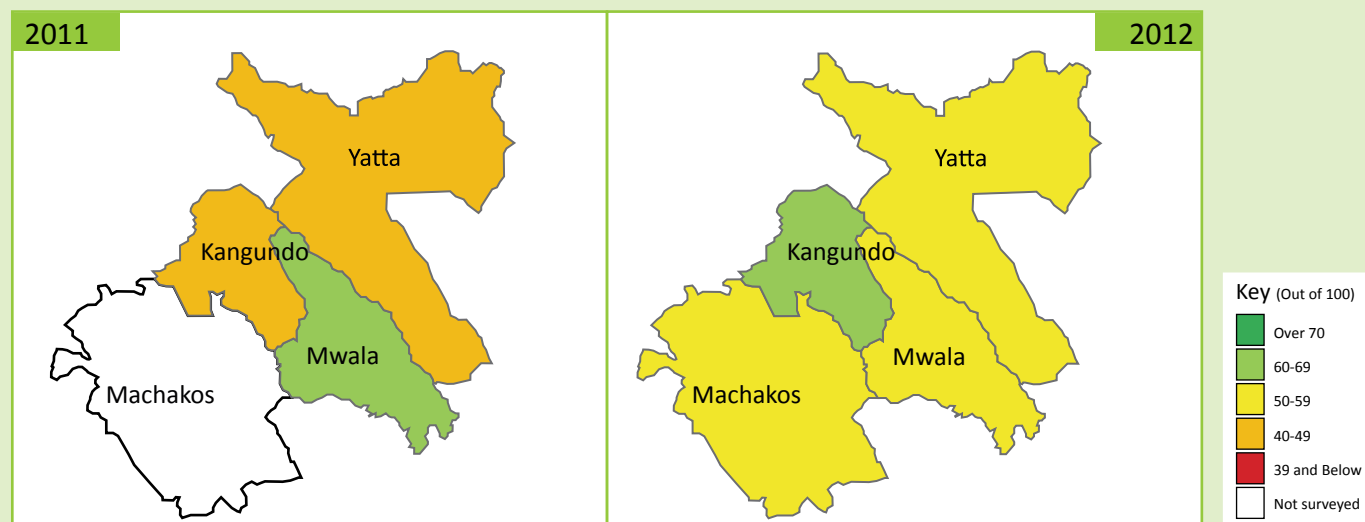 2011
Yatta
Kangundo
Mwala
Machakos
2012
Yatta
Kangundo
Mwala
Machakos
Key (Out of 100)
Over 70
60-69
50-59
40-49
39 and Below
Not surveyed